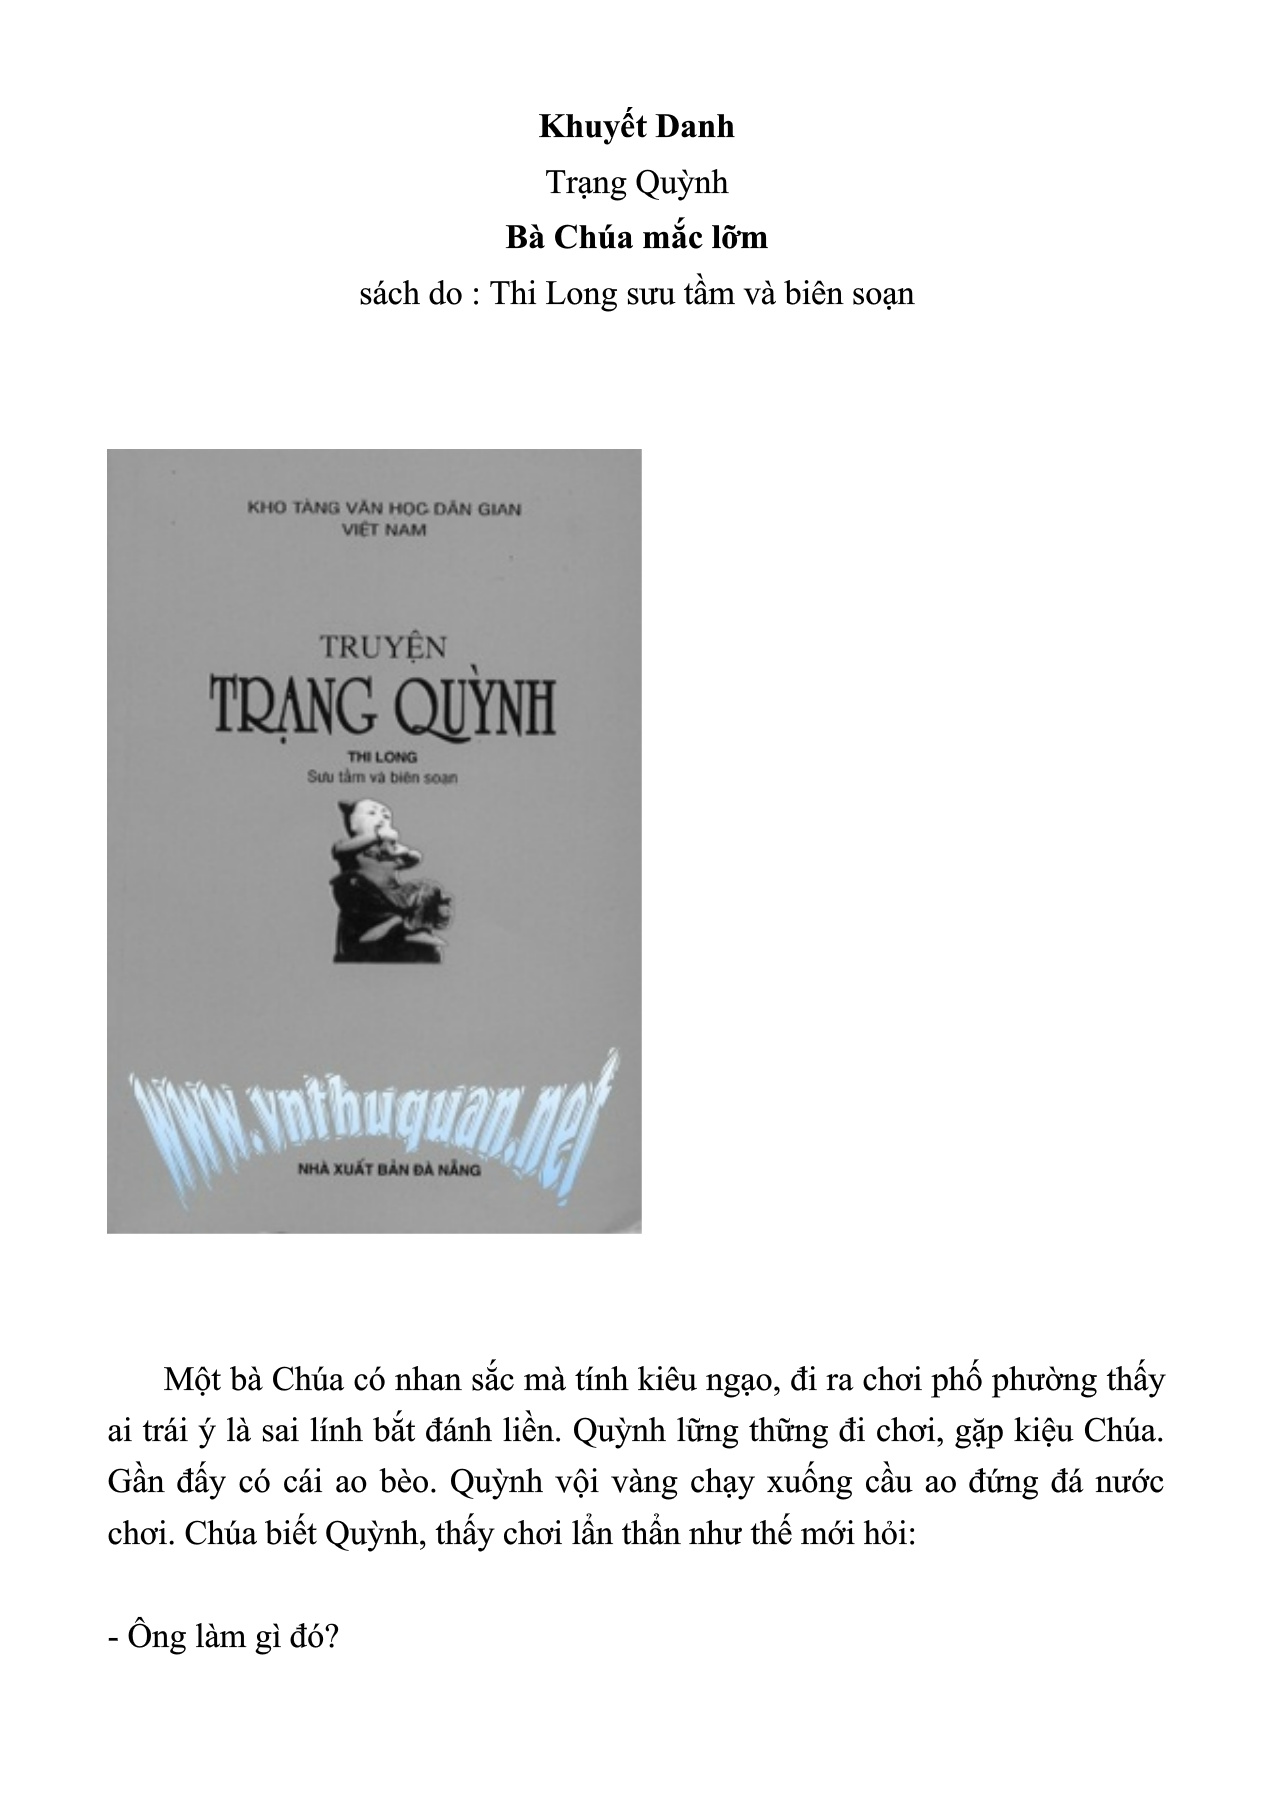 Khuyết Danh
Trạng Quỳnh
Bà Chúa mắc lỡm
sách do : Thi Long sưu tầm và biên soạn
KHO TÀNG VĂN HỌC DÂN GIAN
VIỆT NAM
TRUYỆN
TRẠNG QUỲNH
THI LONG
Sưu tầm và biên soạn
www.vnthuquan.net
NHÀ XUẤT BẢN ĐÀ NẴNG
Một bà Chúa có nhan sắc mà tính kiêu ngạo, đi ra chơi phố phường thấy
ai trái ý là sai lính bắt đánh liền. Quỳnh lững thững đi chơi, gặp kiệu Chúa.
Gần đấy có cái ao bèo. Quỳnh vội vàng chạy xuống cầu ao đứng đá nước
chơi. Chúa biết Quỳnh, thấy chơi lẩn thẩn như thế mới hỏi:
- Ông làm gì đó?